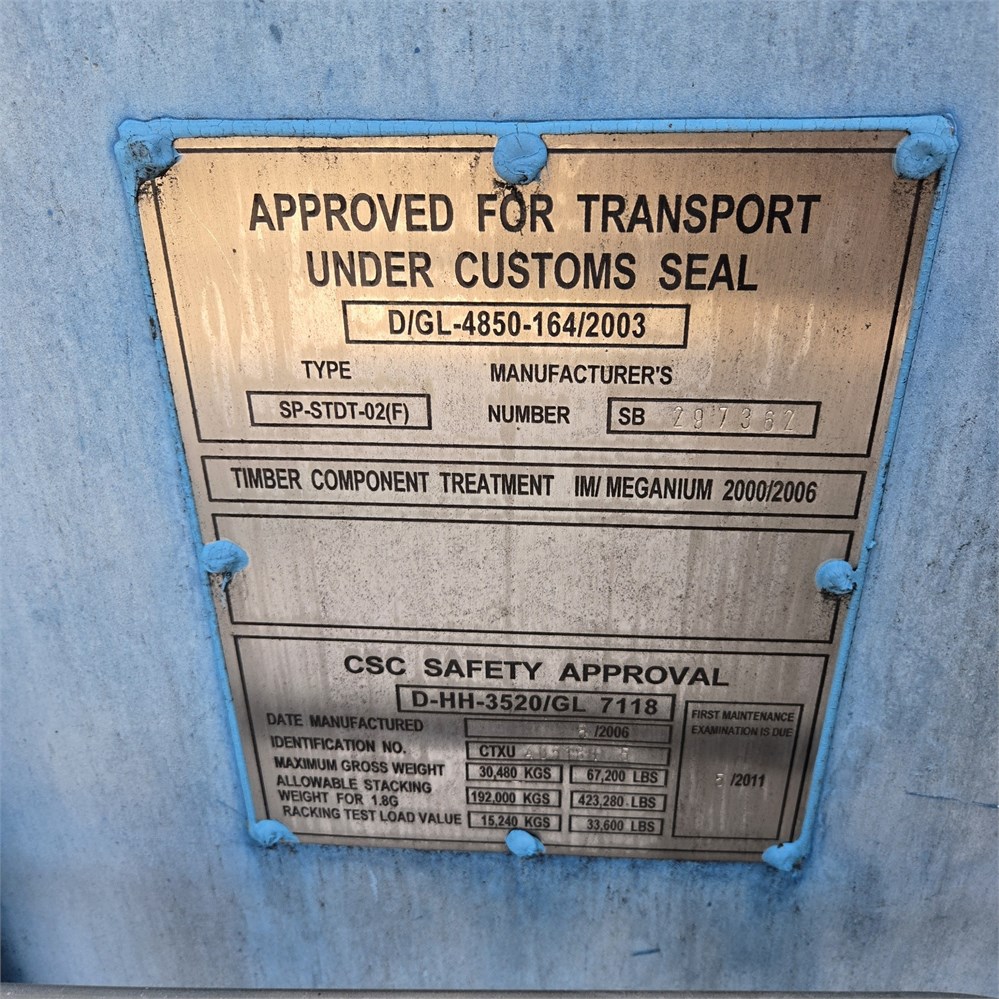 APPROVED FOR TRANSPORT
UNDER CUSTOMS SEAL
D/GL-4850-164/2003
TYPE MANUFACTURER'S
SP-STDT-02(F) NUMBER SB 297362
TIMBER COMPONENT TREATMENT IM/ MEGANIUM 2000/2006
CSC SAFETY APPROVAL
D-HH-3520/GL 7118
DATE MANUFACTURED /2006
IDENTIFICATION NO. CTXU
MAXIMUM GROSS WEIGHT 30,480 KGS 67,200 LBS
ALLOWABLE STACKING
WEIGHT FOR 1.8G 192,000 KGS 423,280 LBS
RACKING TEST LOAD VALUE 15,240 KGS 33,600 LBS
FIRST MAINTENANCE
EXAMINATION IS DUE
/2011